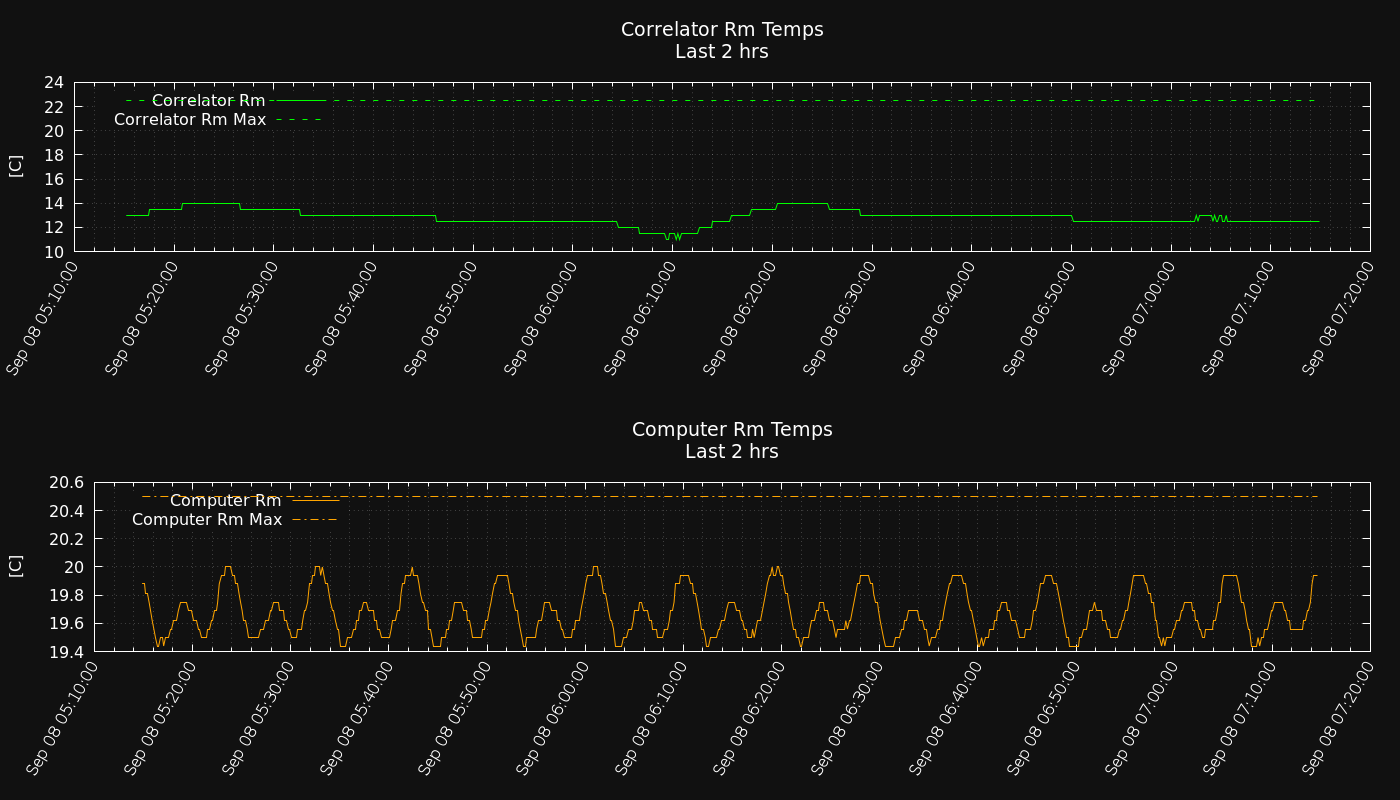 Correlator Rm Temps
Last 2 hrs
24
22
20
18
16
14
12
10
[C]
Correlator Rm
Correlator Rm Max
Sep 08 05:10:00
Sep 08 05:20:00
Sep 08 05:30:00
Sep 08 05:40:00
Sep 08 05:50:00
Sep 08 06:00:00
Sep 08 06:10:00
Sep 08 06:20:00
Sep 08 06:30:00
Sep 08 06:40:00
Sep 08 06:50:00
Sep 08 07:00:00
Sep 08 07:10:00
Sep 08 07:20:00
Computer Rm Temps
Last 2 hrs
20.6
20.4
20.2
20
19.8
19.6
19.4
[C]
Computer Rm
Computer Rm Max
Sep 08 05:10:00
Sep 08 05:20:00
Sep 08 05:30:00
Sep 08 05:40:00
Sep 08 05:50:00
Sep 08 06:00:00
Sep 08 06:10:00
Sep 08 06:20:00
Sep 08 06:30:00
Sep 08 06:40:00
Sep 08 06:50:00
Sep 08 07:00:00
Sep 08 07:10:00
Sep 08 07:20:00